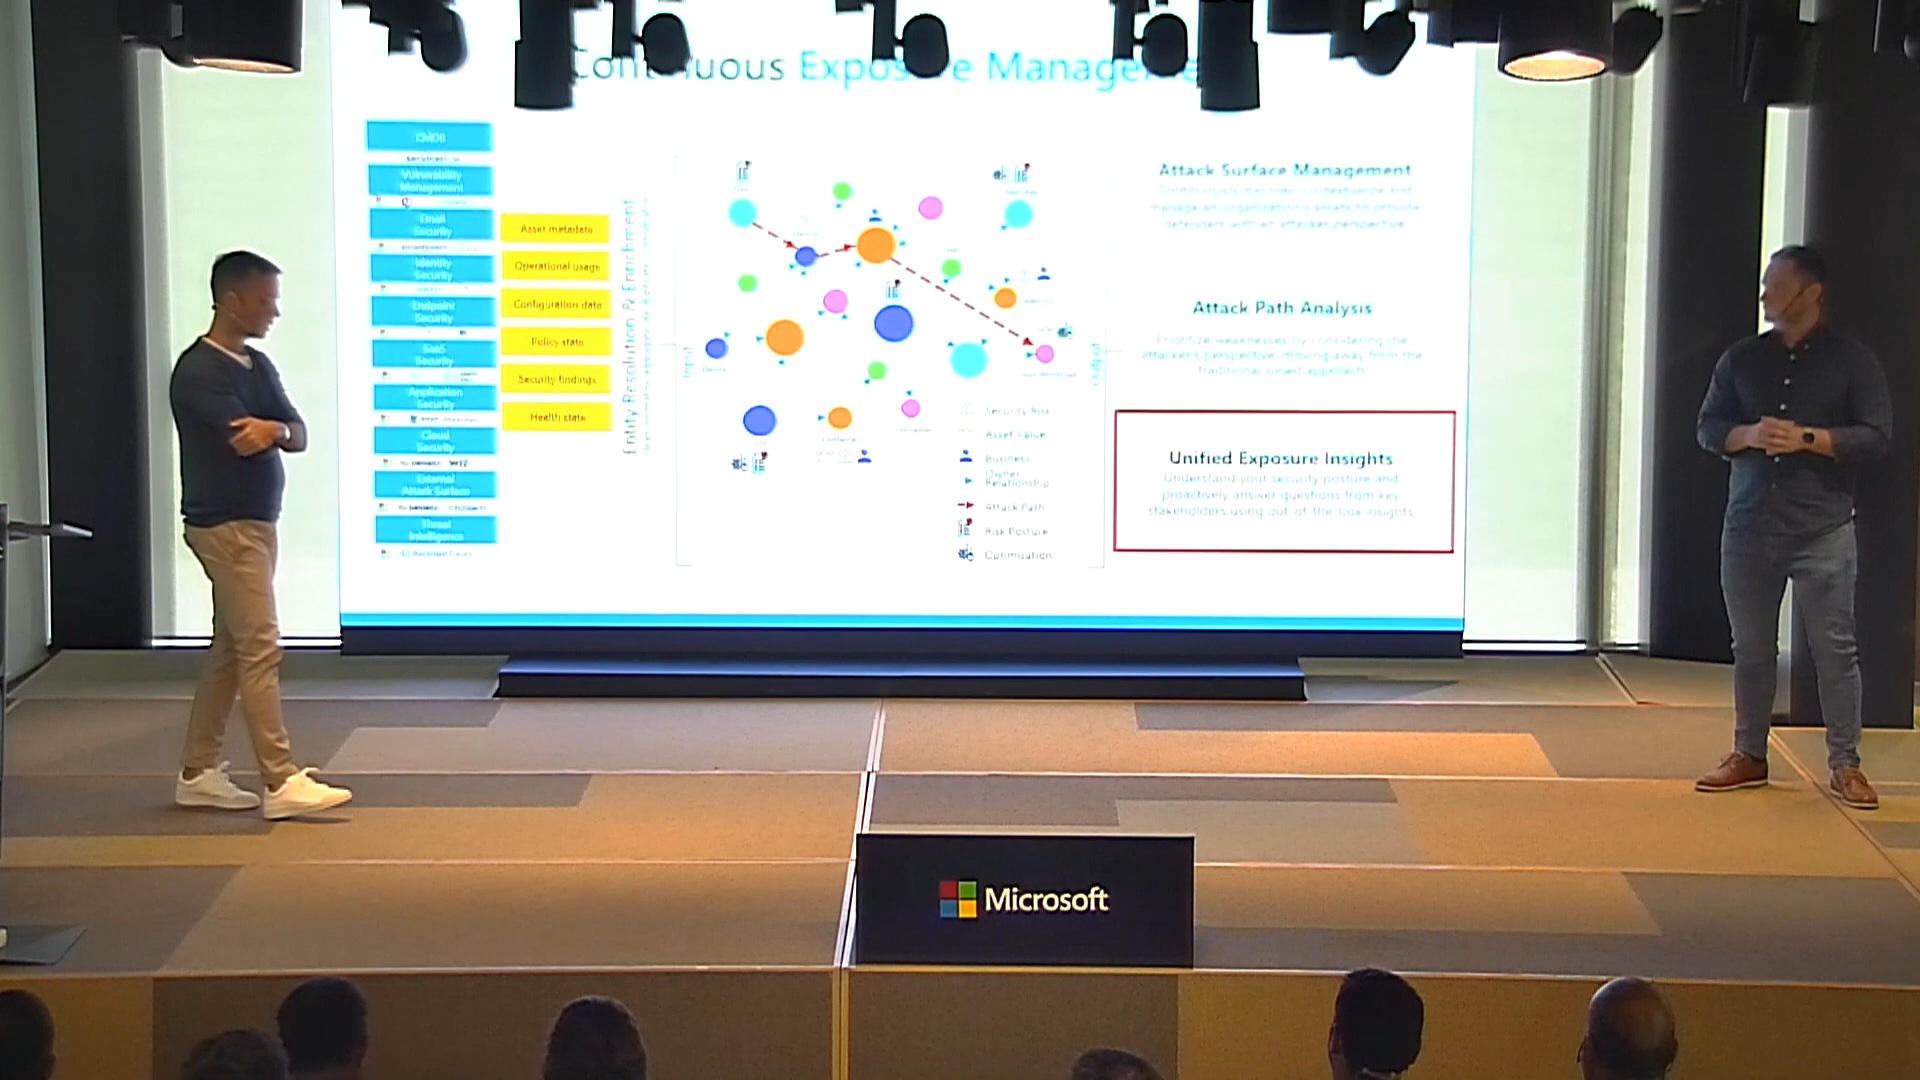 Continuous Exposure Management
CMDB
Vulnerability
Management
Email
Security
Identity
Security
Endpoint
Security
SaaS
Security
Application
Security
Cloud
Security
External
Attack Surface
Threat
Intelligence
Recorded Future
Asset metadata
Operational usage
Configuration data
Policy state
Security findings
Health state
Entity Resolution & Enrichment
Input
Output
Security Risk
Asset Value
Business
Owner
Relationship
Attack Path
Risk Posture
Optimization
Attack Surface Management
Continuously discover, contextualize and
manage an organization's assets to provide
defenders with an attacker perspective
Attack Path Analysis
Prioritize weaknesses by considering the
attacker's perspective, moving away from the
traditional siloed approach
Unified Exposure Insights
Understand your security posture and
proactively answer questions from key
stakeholders using out-of-the-box insights
Microsoft